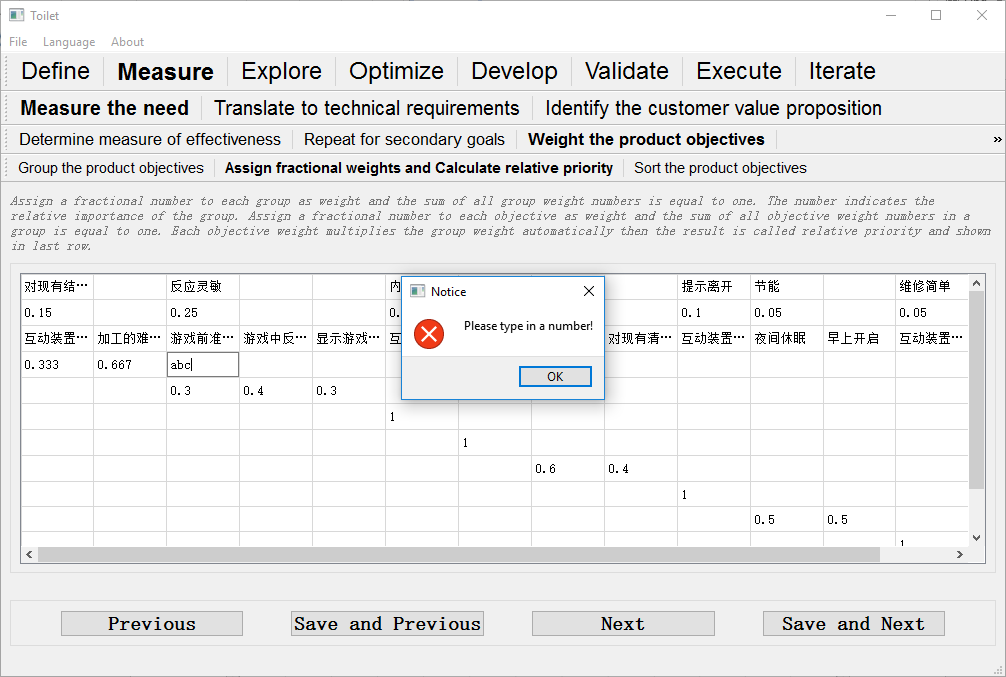 Toilet
File Language About
Define Measure Explore Optimize Develop Validate Execute Iterate
Measure the need Translate to technical requirements Identify the customer value proposition
Determine measure of effectiveness Repeat for secondary goals Weight the product objectives »
Group the product objectives Assign fractional weights and Calculate relative priority Sort the product objectives
Assign a fractional number to each group as weight and the sum of all group weight numbers is equal to one. The number indicates the
relative importance of the group. Assign a fractional number to each objective as weight and the sum of all objective weight numbers in a
group is equal to one. Each objective weight multiplies the group weight automatically then the result is called relative priority and shown
in last row.
对现有结… 反应灵敏 内 提示离开 节能 维修简单
0.15 0.25 0. 0.1 0.05 0.05
互动装置… 加工的难… 游戏前准… 游戏中反… 显示游戏… 对现有清… 互动装置… 夜间休眠 早上开启 互动装置…
0.333 0.667 abc
0.3 0.4 0.3
1
1
0.6 0.4
1
0.5 0.5
1
Notice
Please type in a number!
OK
Previous Save and Previous Next Save and Next